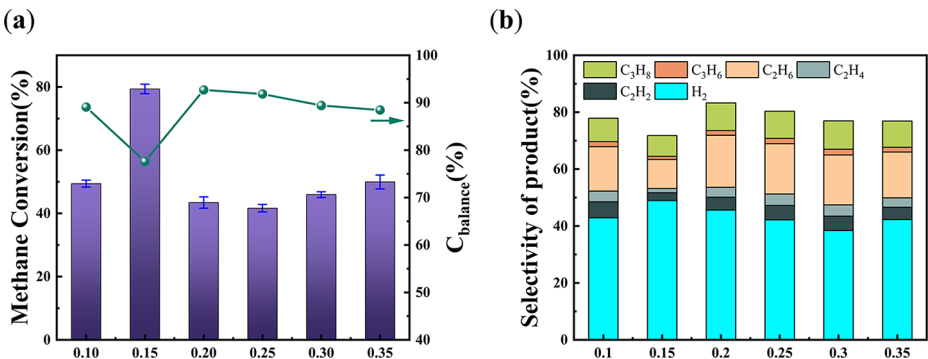 (a)
Methane Conversion(%)
80
60
40
20
0
0.10 0.15 0.20 0.25 0.30 0.35
100
90
80
70
60
50
40
C_balance(%)
(b)
Selectivity of product(%)
100
80
60
40
20
0
C₃H₈ C₃H₆ C₂H₆ C₂H₄
C₂H₂ H₂
0.1 0.15 0.2 0.25 0.3 0.35